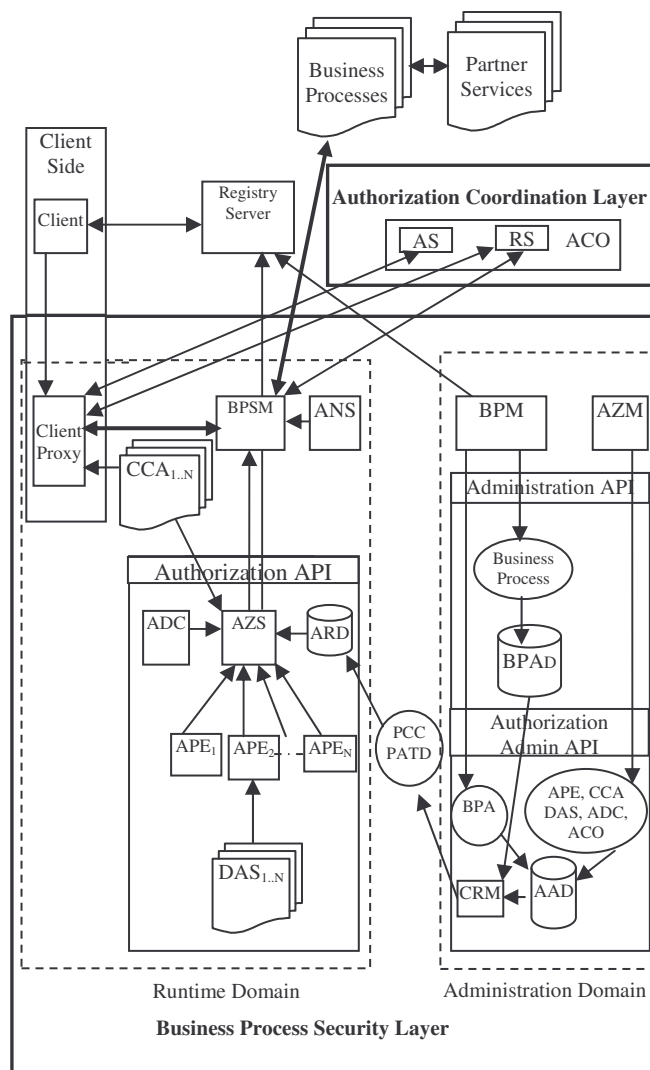 Business
Processes
Partner
Services
Client
Side
Client
Registry
Server
Authorization Coordination Layer
AS
RS
ACO
Client
Proxy
BPSM
ANS
BPM
AZM
CCA1..N
Administration API
Business
Process
Authorization API
ADC
AZS
ARD
BPAD
APE1
APE2
. .
APEN
PCC
PATD
Authorization
Admin API
BPA
APE, CCA
DAS, ADC,
ACO
DAS1..N
CRM
AAD
Runtime Domain
Administration Domain
Business Process Security Layer